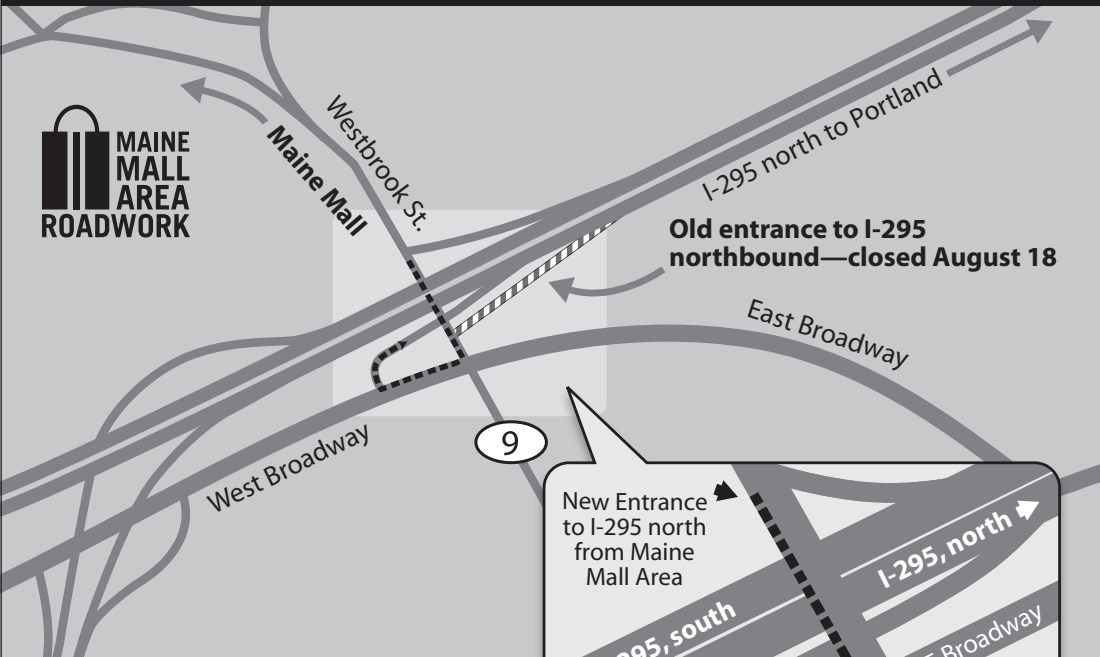 MAINE
MALL
AREA
ROADWORK
Maine Mall
Westbrook St.
I-295 north to Portland
Old entrance to I-295
northbound—closed August 18
East Broadway
West Broadway
9
New Entrance
to I-295 north
from Maine
Mall Area
I-295, north
295, south
Broadway